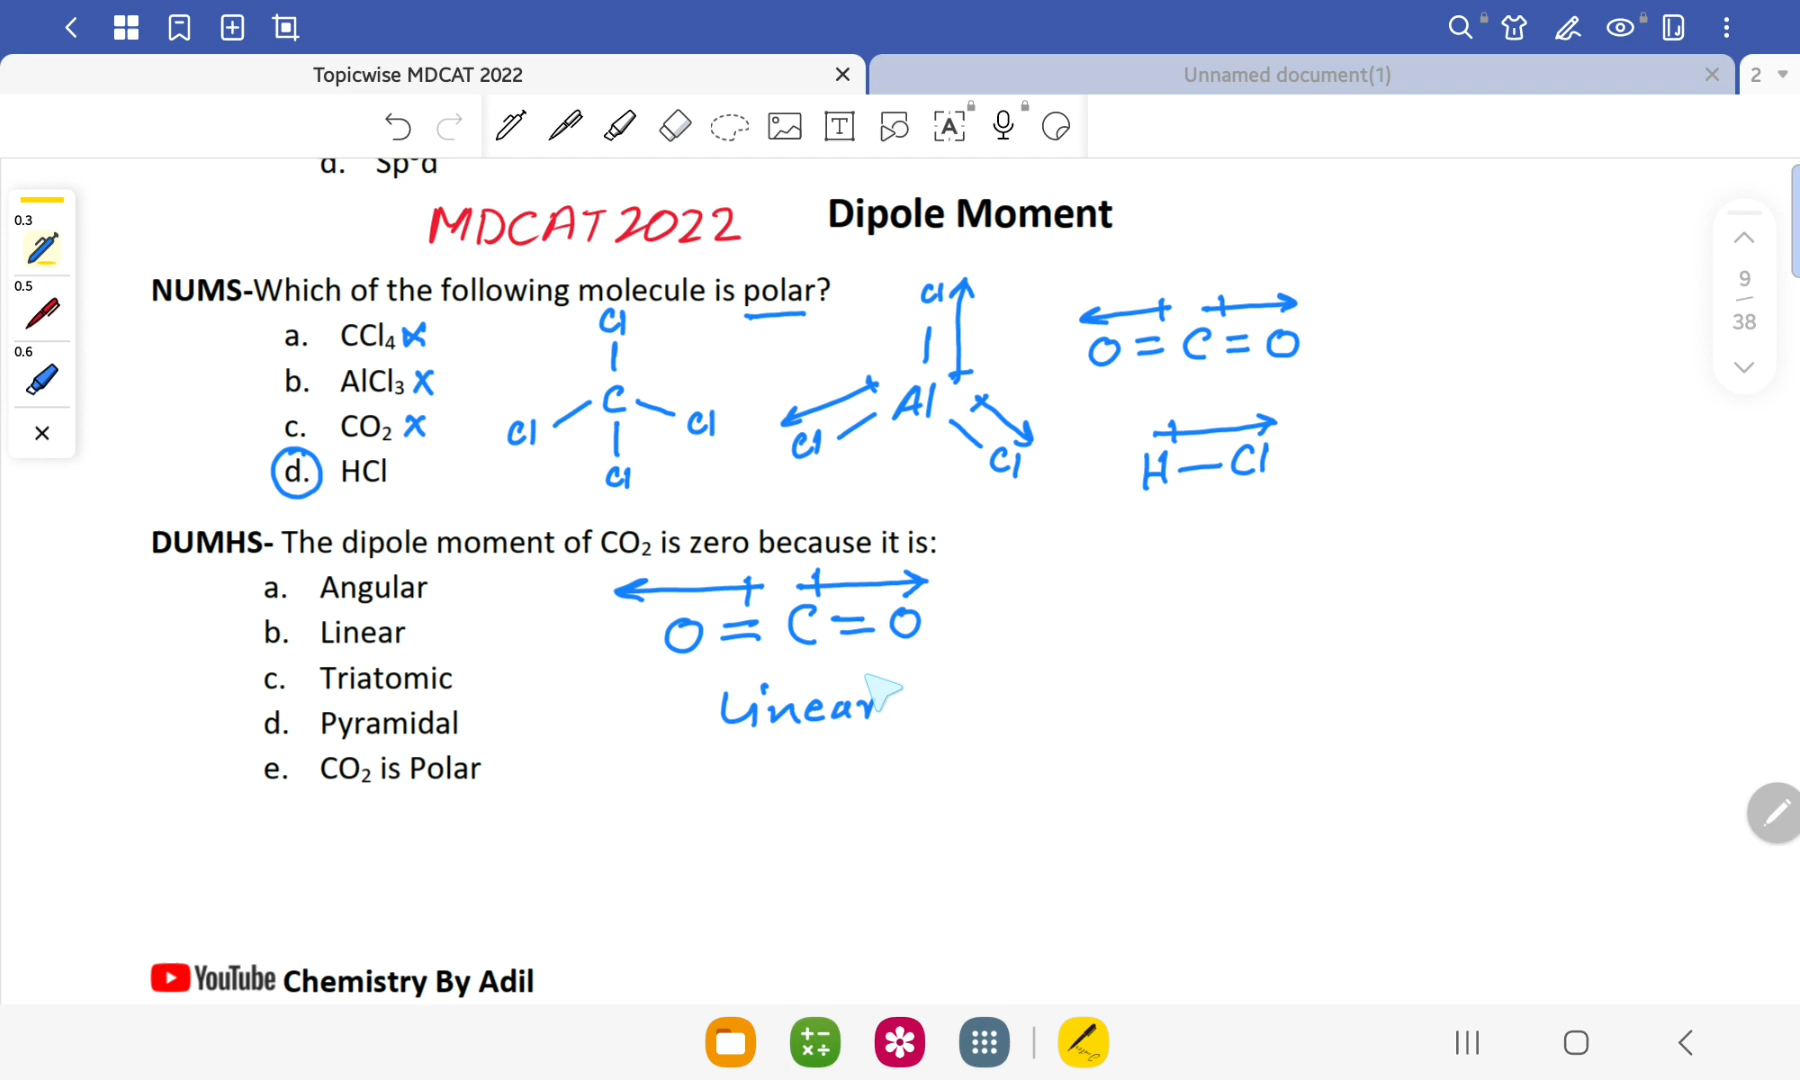 Topicwise MDCAT 2022
Unnamed document(1)
2
d. Sp³d
Dipole Moment
MDCAT 2022
NUMS-Which of the following molecule is polar?
a. CCl₄ ×
b. AlCl₃ ×
c. CO₂ ×
d. HCl
Cl
Cl C Cl
Cl
Cl
Al
Cl Cl
O = C = O
H — Cl
DUMHS- The dipole moment of CO₂ is zero because it is:
a. Angular
b. Linear
c. Triatomic
d. Pyramidal
e. CO₂ is Polar
O = C = O
Linear
YouTube Chemistry By Adil
0.3
0.5
0.6
9
38